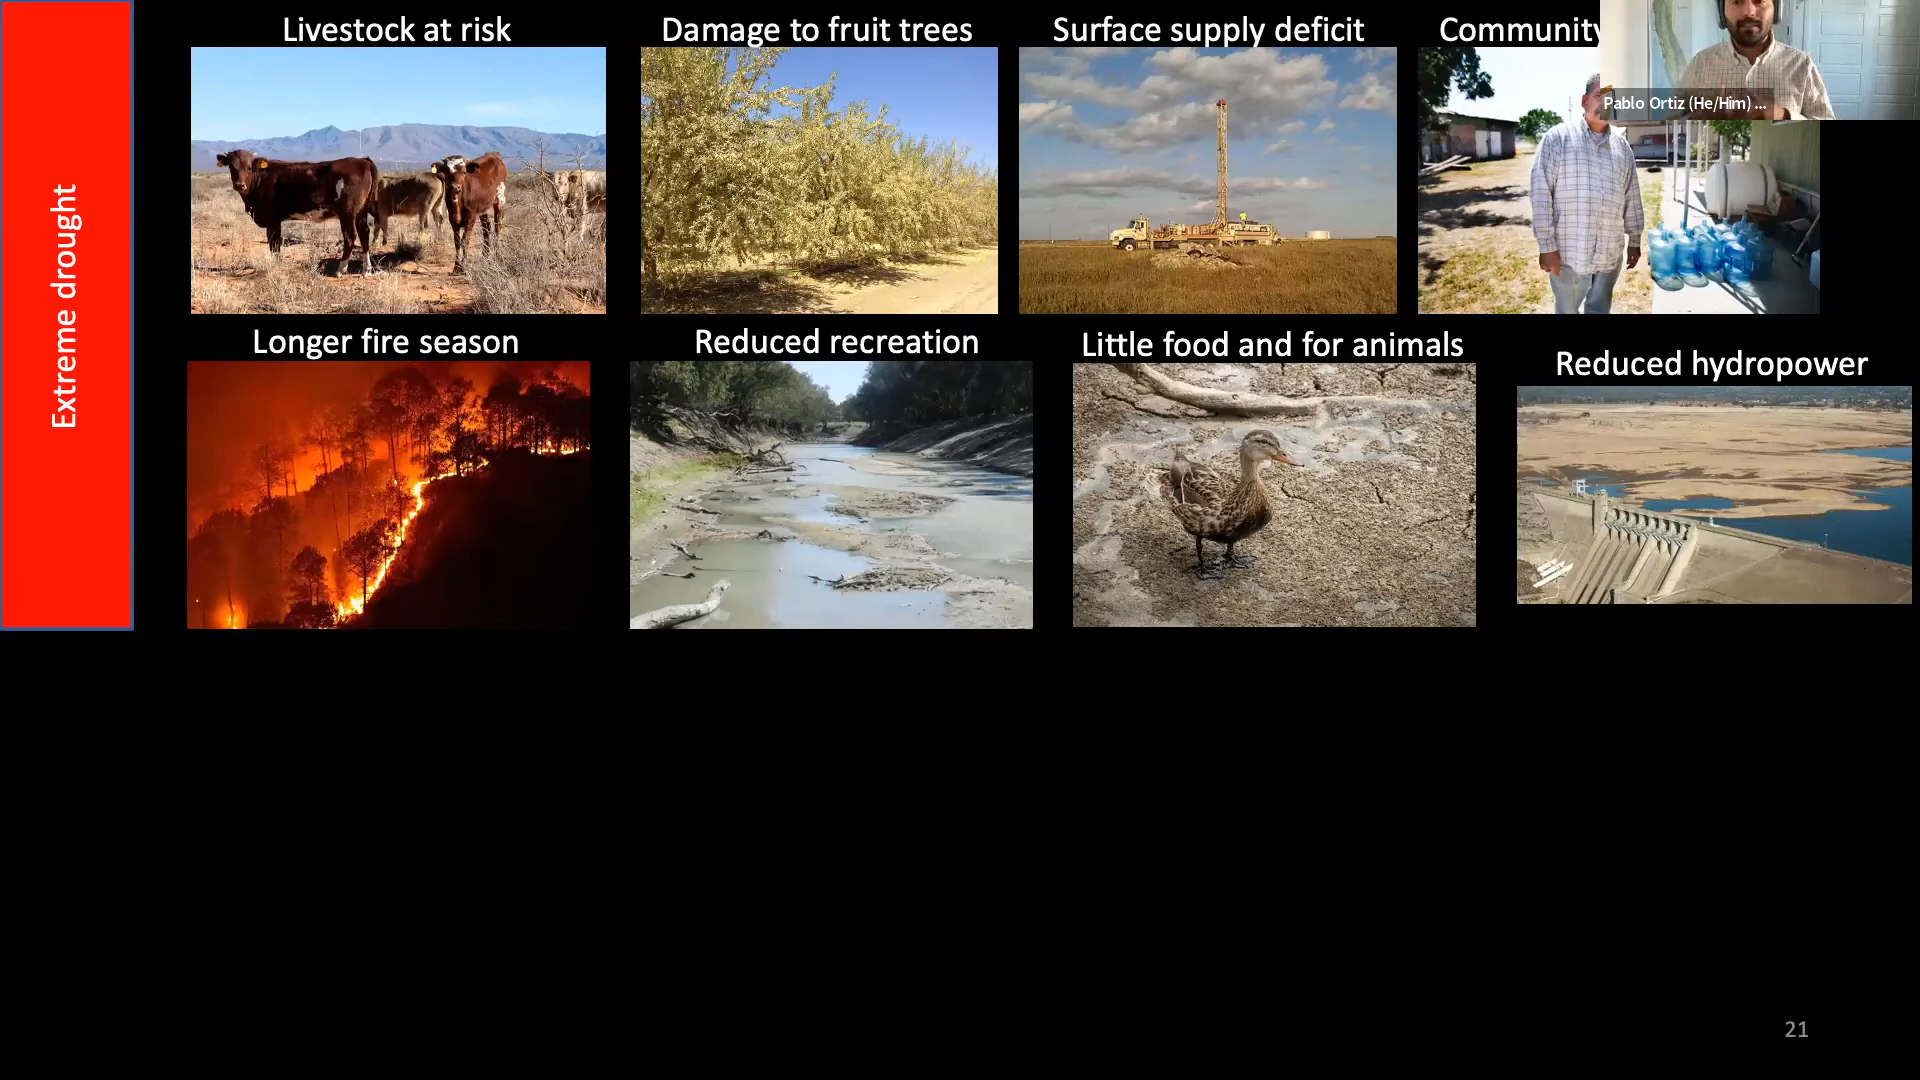 Livestock at risk
Damage to fruit trees
Surface supply deficit
Community
Pablo Ortiz (He/Him) ...
Extreme drought
Longer fire season
Reduced recreation
Little food and for animals
Reduced hydropower
21